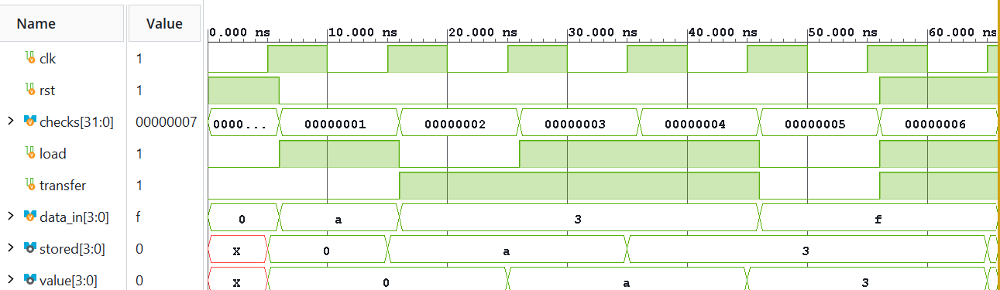 Name Value 0.000 ns 10.000 ns 20.000 ns 30.000 ns 40.000 ns 50.000 ns 60.000 ns
clk 1
rst 1
checks[31:0] 00000007 0000... 00000001 00000002 00000003 00000004 00000005 00000006
load 1
transfer 1
data_in[3:0] f 0 a 3 f
stored[3:0] 0 X 0 a 3
value[3:0] 0 X 0 a 3